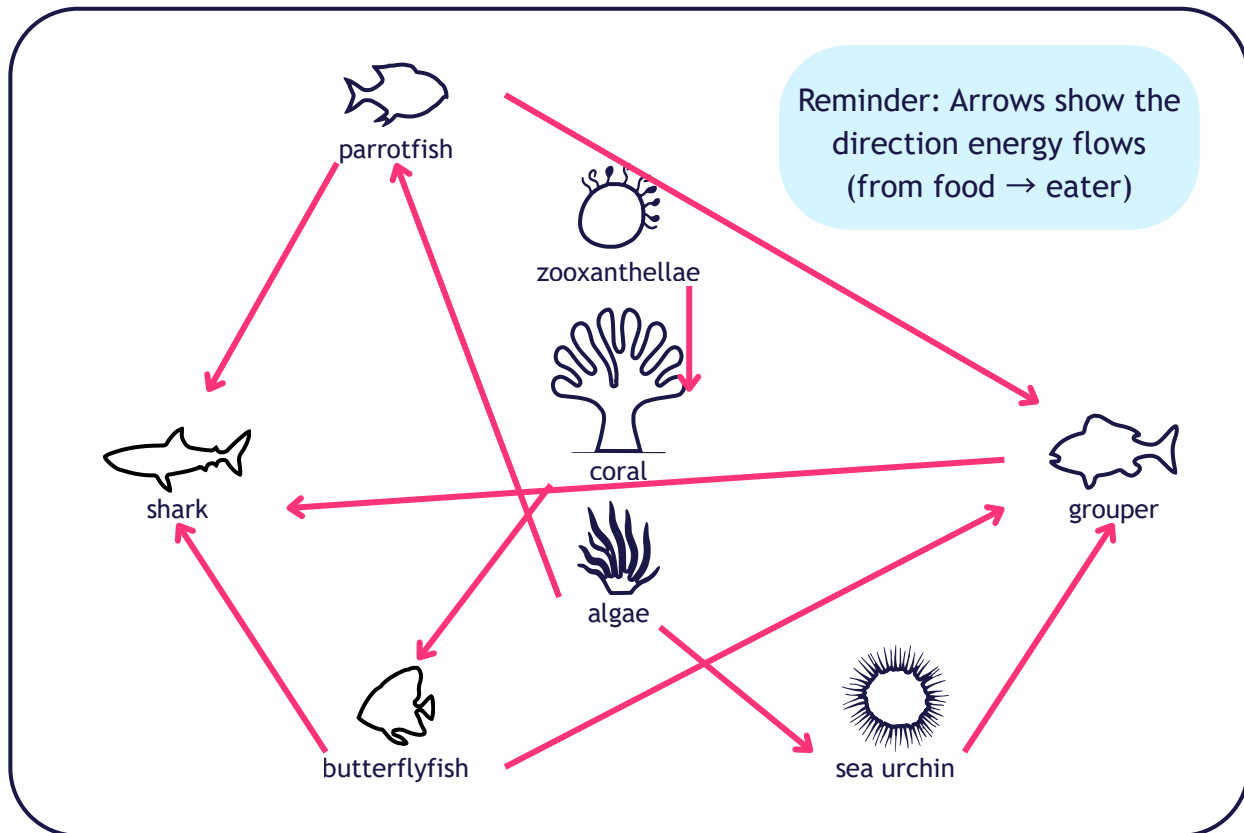 parrotfish
Reminder: Arrows show the
direction energy flows
(from food → eater)
zooxanthellae
coral
shark
grouper
algae
butterflyfish
sea urchin